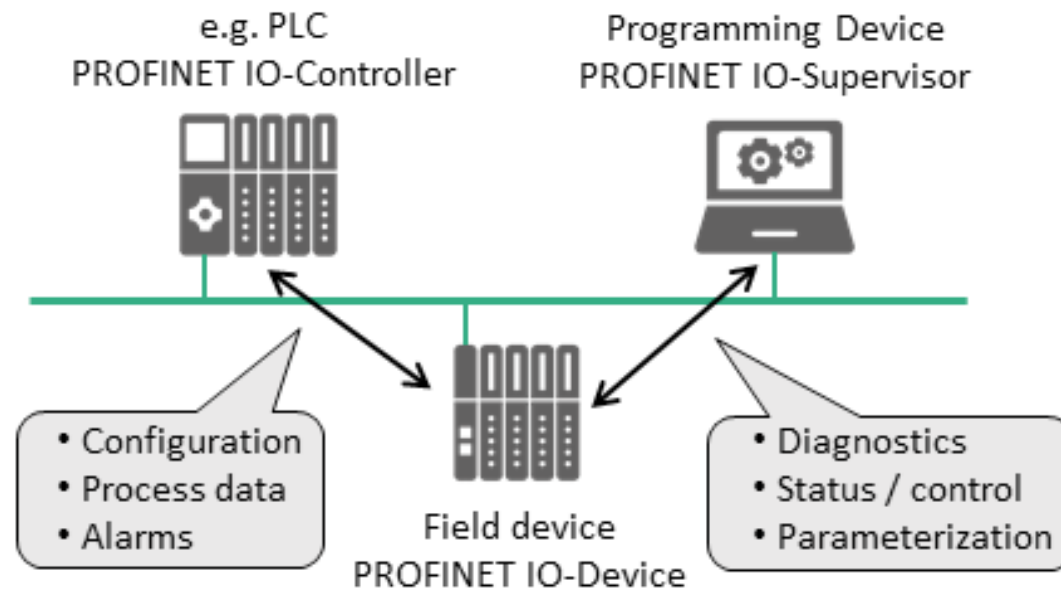 e.g. PLC
PROFINET IO-Controller
Programming Device
PROFINET IO-Supervisor
• Configuration
• Process data
• Alarms
• Diagnostics
• Status / control
• Parameterization
Field device
PROFINET IO-Device